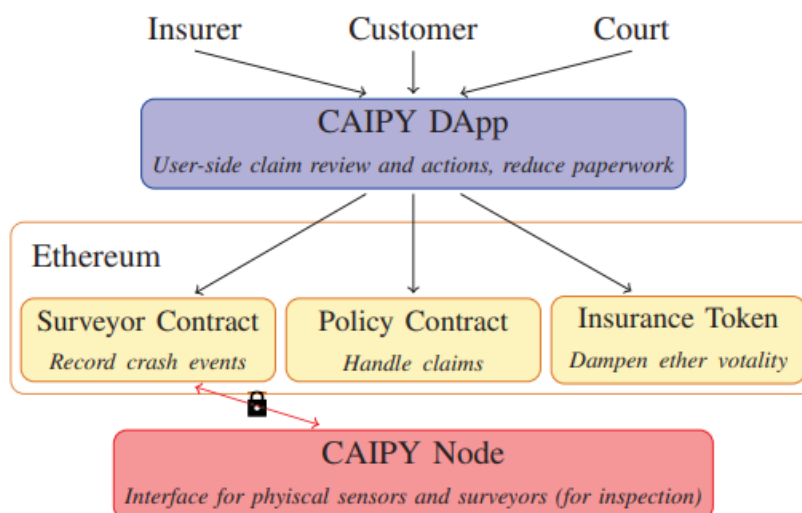 Insurer Customer Court
CAIPY DApp
User-side claim review and actions, reduce paperwork
Ethereum
Surveyor Contract
Record crash events
Policy Contract
Handle claims
Insurance Token
Dampen ether votality
CAIPY Node
Interface for phyiscal sensors and surveyors (for inspection)